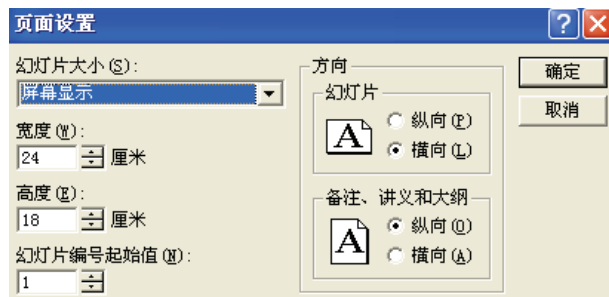 页面设置
幻灯片大小(S):
屏幕显示
宽度(W):
24 厘米
高度(E):
18 厘米
幻灯片编号起始值(N):
1
方向
幻灯片
A
纵向(P)
横向(L)
备注、讲义和大纲
A
纵向(O)
横向(A)
确定
取消